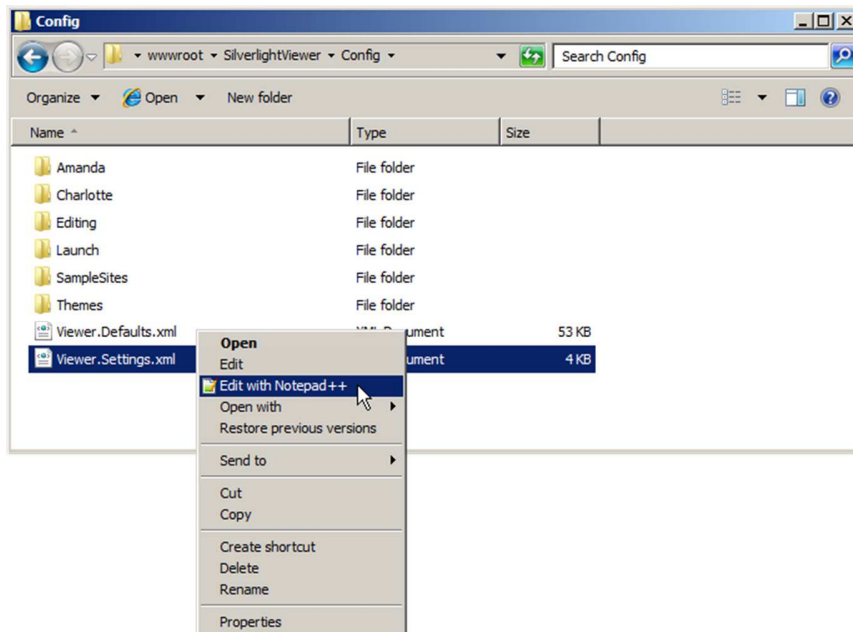 Config
wwwroot SilverlightViewer Config Search Config
Organize Open New folder
Name Type Size
Amanda File folder
Charlotte File folder
Editing File folder
Launch File folder
SampleSites File folder
Themes File folder
Viewer.Defaults.xml 53 KB
Viewer.Settings.xml 4 KB
Open
Edit
Edit with Notepad++
Open with
Restore previous versions
Send to
Cut
Copy
Create shortcut
Delete
Rename
Properties